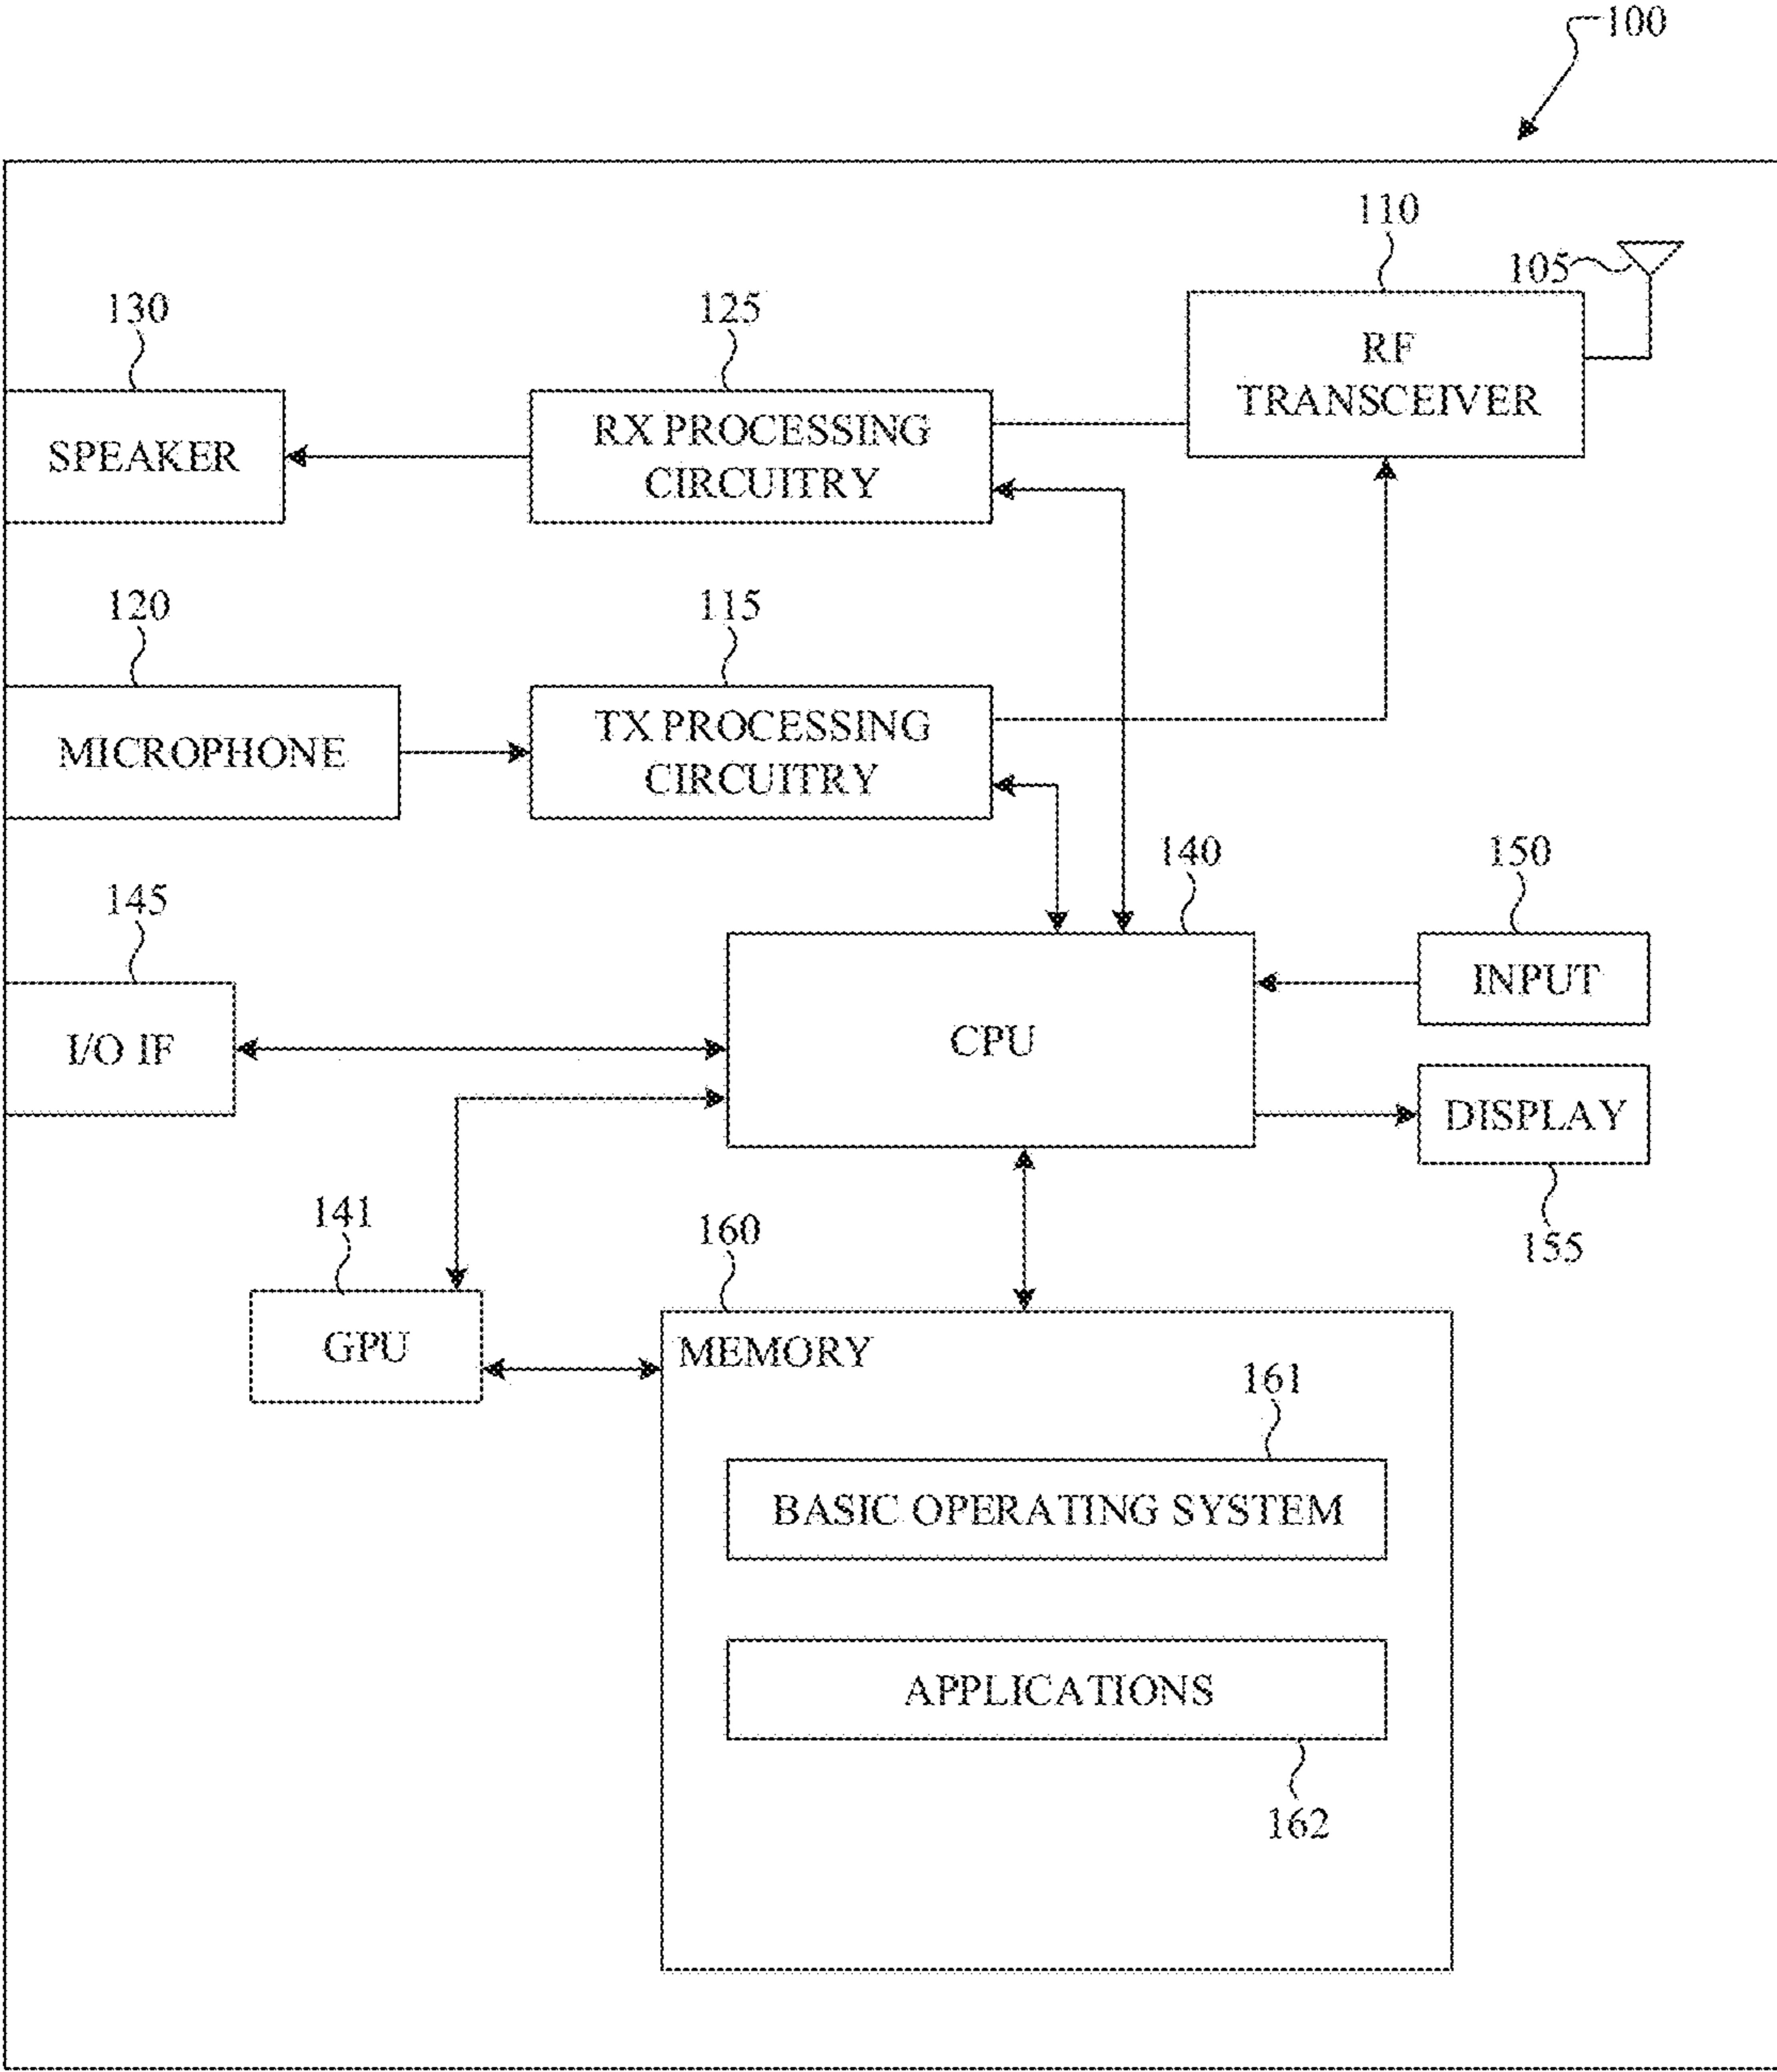 100
110
105
130
125
RF
TRANSCEIVER
SPEAKER
RX PROCESSING
CIRCUITRY
120
115
MICROPHONE
TX PROCESSING
CIRCUITRY
140
150
145
INPUT
I/O IF
CPU
DISPLAY
155
141
160
GPU
MEMORY
161
BASIC OPERATING SYSTEM
APPLICATIONS
162